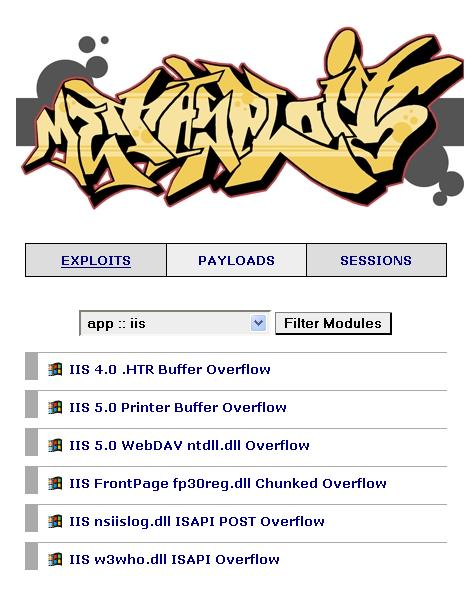 METASPLOIT
EXPLOITS PAYLOADS SESSIONS
app :: iis Filter Modules
IIS 4.0 .HTR Buffer Overflow
IIS 5.0 Printer Buffer Overflow
IIS 5.0 WebDAV ntdll.dll Overflow
IIS FrontPage fp30reg.dll Chunked Overflow
IIS nsiislog.dll ISAPI POST Overflow
IIS w3who.dll ISAPI Overflow